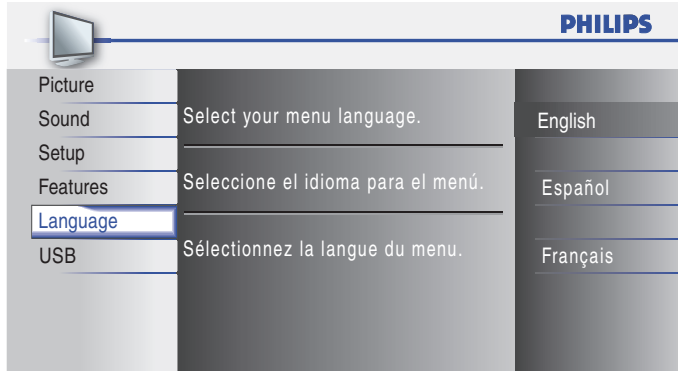 PHILIPS
Picture
Sound
Setup
Features
Language
USB
Select your menu language.
Seleccione el idioma para el menú.
Sélectionnez la langue du menu.
English
Español
Français